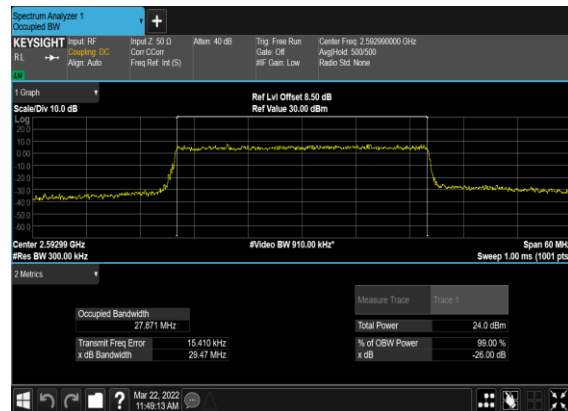 Spectrum Analyzer 1
Occupied BW
+
KEYSIGHT
RL
Input: RF
Coupling: DC
Align: Auto
Input Z: 50 Ω
Corr CCorr
Freq Ref: Int (S)
Atten: 40 dB
Trig: Free Run
Gate: Off
#IF Gain: Low
Center Freq: 2.592990000 GHz
Avg|Hold: 500/500
Radio Std: None
1 Graph
Scale/Div 10.0 dB
Ref Lvl Offset 8.50 dB
Ref Value 30.00 dBm
Log
20.0
10.0
0.00
-10.0
-20.0
-30.0
-40.0
-50.0
-60.0
Center 2.59299 GHz
#Res BW 300.00 kHz
#Video BW 910.00 kHz*
Span 60 MHz
Sweep 1.00 ms (1001 pts)
2 Metrics
Measure Trace Trace 1
Occupied Bandwidth
27.871 MHz
Total Power 24.0 dBm
Transmit Freq Error 15.410 kHz
% of OBW Power 99.00 %
x dB Bandwidth 29.47 MHz
x dB -26.00 dB
?
Mar 22, 2022
11:49:13 AM